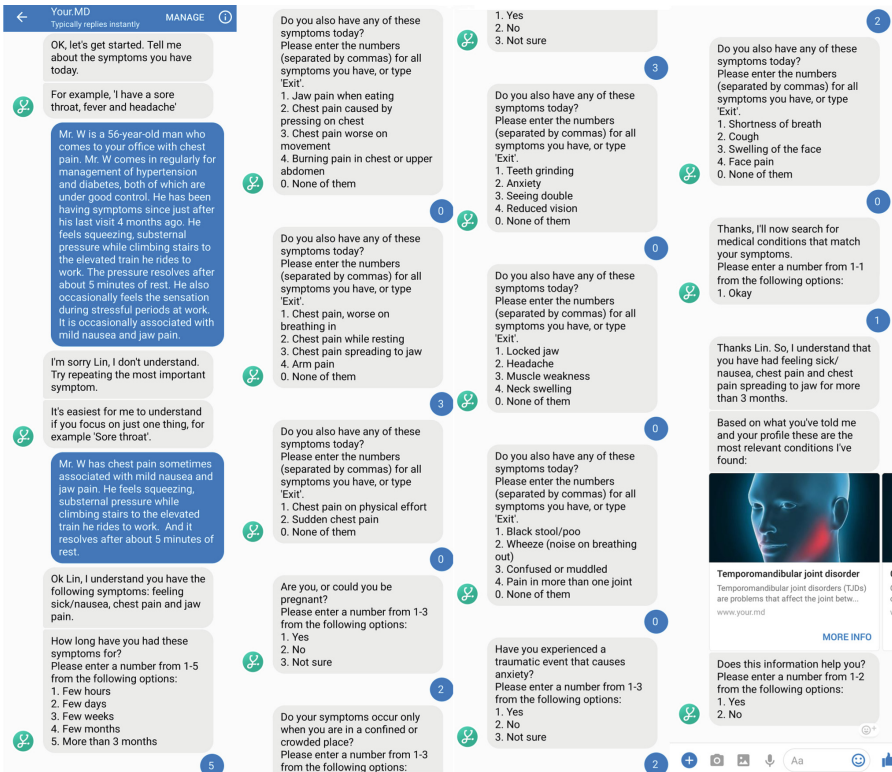 Your.MD
Typically replies instantly
MANAGE
OK, let's get started. Tell me
about the symptoms you have
today.
For example, 'I have a sore
throat, fever and headache'
Mr. W is a 56-year-old man who
comes to your office with chest
pain. Mr. W comes in regularly for
management of hypertension
and diabetes, both of which are
under good control. He has been
having symptoms since just after
his last visit 4 months ago. He
feels squeezing, substernal
pressure while climbing stairs to
the elevated train he rides to
work. The pressure resolves after
about 5 minutes of rest. He also
occasionally feels the sensation
during stressful periods at work.
It is occasionally associated with
mild nausea and jaw pain.
I'm sorry Lin, I don't understand.
Try repeating the most important
symptom.
It's easiest for me to understand
if you focus on just one thing, for
example 'Sore throat'.
Mr. W has chest pain sometimes
associated with mild nausea and
jaw pain. He feels squeezing,
substernal pressure while
climbing stairs to the elevated
train he rides to work. And it
resolves after about 5 minutes of
rest.
Ok Lin, I understand you have the
following symptoms: feeling
sick/nausea, chest pain and jaw
pain.
How long have you had these
symptoms for?
Please enter a number from 1-5
from the following options:
1. Few hours
2. Few days
3. Few weeks
4. Few months
5. More than 3 months
5
Do you also have any of these
symptoms today?
Please enter the numbers
(separated by commas) for all
symptoms you have, or type
'Exit'.
1. Jaw pain when eating
2. Chest pain caused by
pressing on chest
3. Chest pain worse on
movement
4. Burning pain in chest or upper
abdomen
0. None of them
0
Do you also have any of these
symptoms today?
Please enter the numbers
(separated by commas) for all
symptoms you have, or type
'Exit'.
1. Chest pain, worse on
breathing in
2. Chest pain while resting
3. Chest pain spreading to jaw
4. Arm pain
0. None of them
3
Do you also have any of these
symptoms today?
Please enter the numbers
(separated by commas) for all
symptoms you have, or type
'Exit'.
1. Chest pain on physical effort
2. Sudden chest pain
0. None of them
0
Are you, or could you be
pregnant?
Please enter a number from 1-3
from the following options:
1. Yes
2. No
3. Not sure
2
Do your symptoms occur only
when you are in a confined or
crowded place?
Please enter a number from 1-3
from the following options:
1. Yes
2. No
3. Not sure
3
Do you also have any of these
symptoms today?
Please enter the numbers
(separated by commas) for all
symptoms you have, or type
'Exit'.
1. Teeth grinding
2. Anxiety
3. Seeing double
4. Reduced vision
0. None of them
0
Do you also have any of these
symptoms today?
Please enter the numbers
(separated by commas) for all
symptoms you have, or type
'Exit'.
1. Locked jaw
2. Headache
3. Muscle weakness
4. Neck swelling
0. None of them
0
Do you also have any of these
symptoms today?
Please enter the numbers
(separated by commas) for all
symptoms you have, or type
'Exit'.
1. Black stool/poo
2. Wheeze (noise on breathing
out)
3. Confused or muddled
4. Pain in more than one joint
0. None of them
0
Have you experienced a
traumatic event that causes
anxiety?
Please enter a number from 1-3
from the following options:
1. Yes
2. No
3. Not sure
2
2
Do you also have any of these
symptoms today?
Please enter the numbers
(separated by commas) for all
symptoms you have, or type
'Exit'.
1. Shortness of breath
2. Cough
3. Swelling of the face
4. Face pain
0. None of them
0
Thanks, I'll now search for
medical conditions that match
your symptoms.
Please enter a number from 1-1
from the following options:
1. Okay
1
Thanks Lin. So, I understand that
you have had feeling sick/
nausea, chest pain and chest
pain spreading to jaw for more
than 3 months.
Based on what you've told me
and your profile these are the
most relevant conditions I've
found:
Temporomandibular joint disorder
Temporomandibular joint disorders (TJDs)
are problems that affect the joint betw...
www.your.md
MORE INFO
Does this information help you?
Please enter a number from 1-2
from the following options:
1. Yes
2. No
Aa